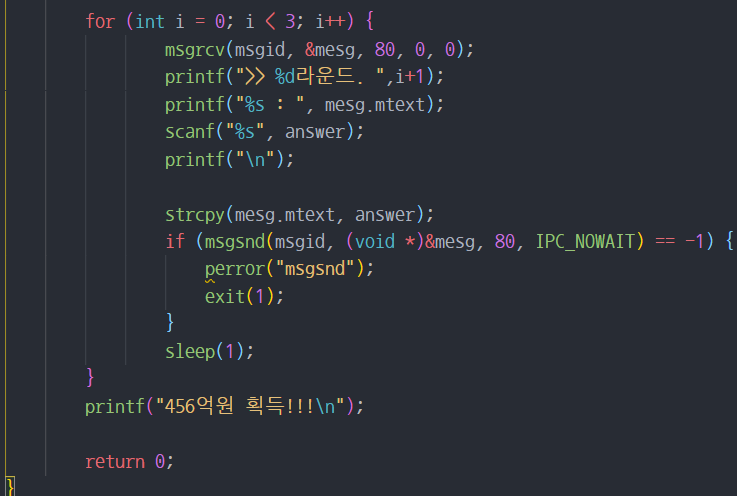 for (int i = 0; i < 3; i++) {
msgrcv(msgid, &mesg, 80, 0, 0);
printf(">> %d라운드. ",i+1);
printf("%s : ", mesg.mtext);
scanf("%s", answer);
printf("\n");
strcpy(mesg.mtext, answer);
if (msgsnd(msgid, (void *)&mesg, 80, IPC_NOWAIT) == -1) {
perror("msgsnd");
exit(1);
}
sleep(1);
}
printf("456억원 획득!!!\n");
return 0;
}